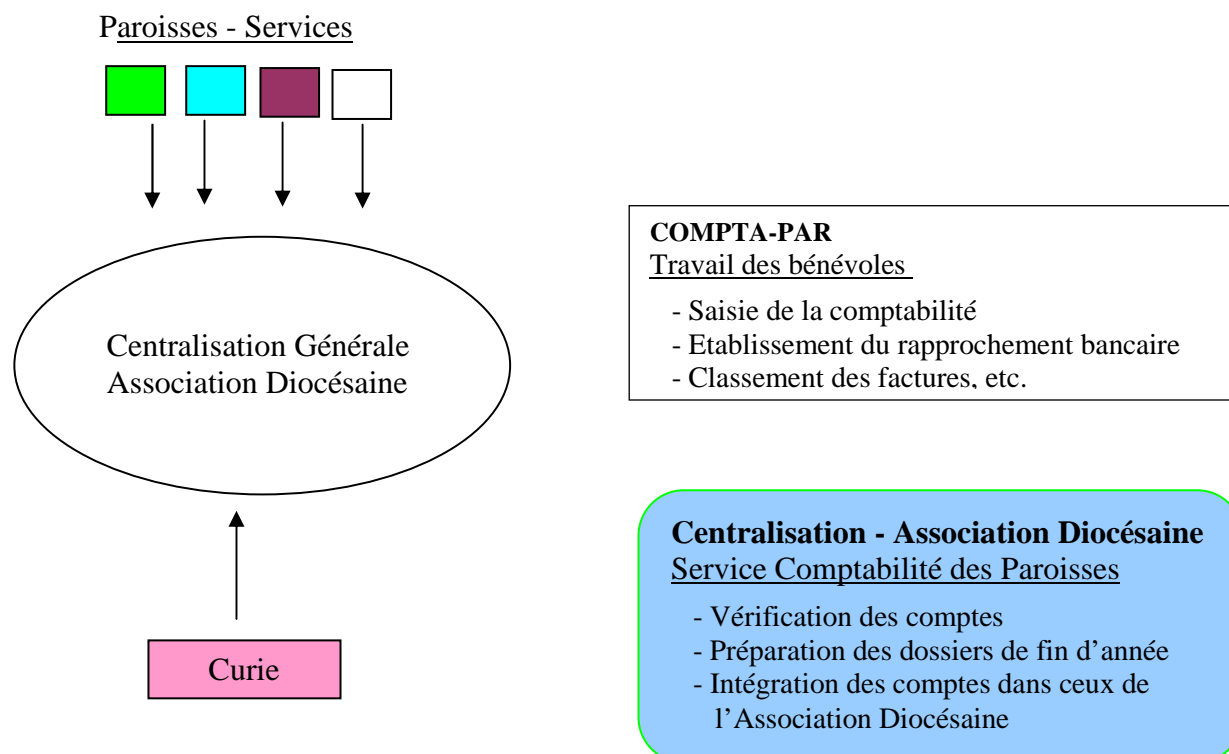 Paroisses - Services
Centralisation Générale
Association Diocésaine
Curie
COMPTA-PAR
Travail des bénévoles
- Saisie de la comptabilité
- Etablissement du rapprochement bancaire
- Classement des factures, etc.
Centralisation - Association Diocésaine
Service Comptabilité des Paroisses
- Vérification des comptes
- Préparation des dossiers de fin d’année
- Intégration des comptes dans ceux de
l’Association Diocésaine